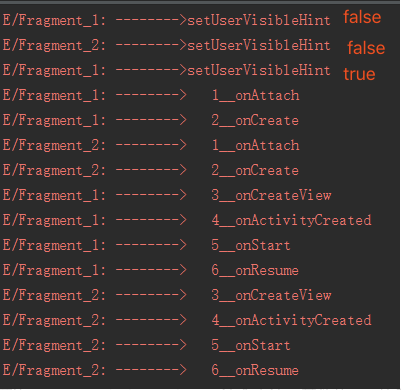 E/Fragment_1: -------->setUserVisibleHint false
E/Fragment_2: -------->setUserVisibleHint false
E/Fragment_1: -------->setUserVisibleHint true
E/Fragment_1: --------> 1__onAttach
E/Fragment_1: --------> 2__onCreate
E/Fragment_2: --------> 1__onAttach
E/Fragment_2: --------> 2__onCreate
E/Fragment_1: --------> 3__onCreateView
E/Fragment_1: --------> 4__onActivityCreated
E/Fragment_1: --------> 5__onStart
E/Fragment_1: --------> 6__onResume
E/Fragment_2: --------> 3__onCreateView
E/Fragment_2: --------> 4__onActivityCreated
E/Fragment_2: --------> 5__onStart
E/Fragment_2: --------> 6__onResume